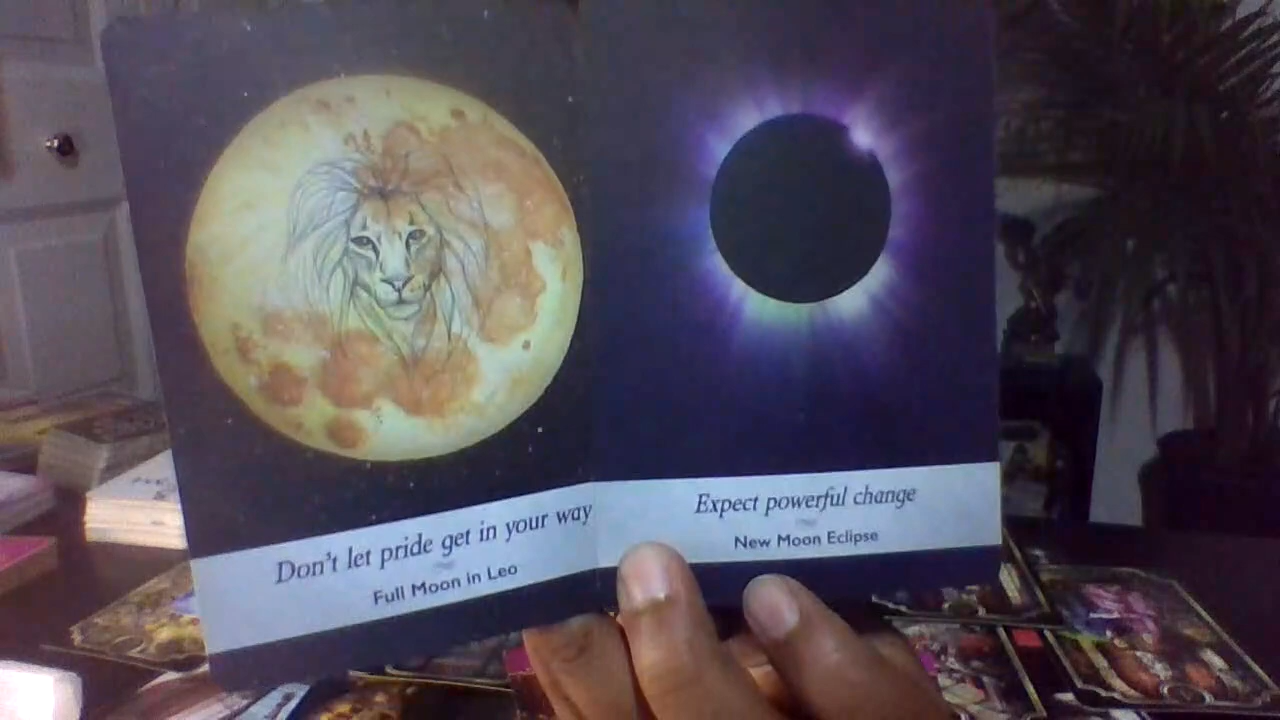 Don't let pride get in your way
Full Moon in Leo
Expect powerful change
New Moon Eclipse